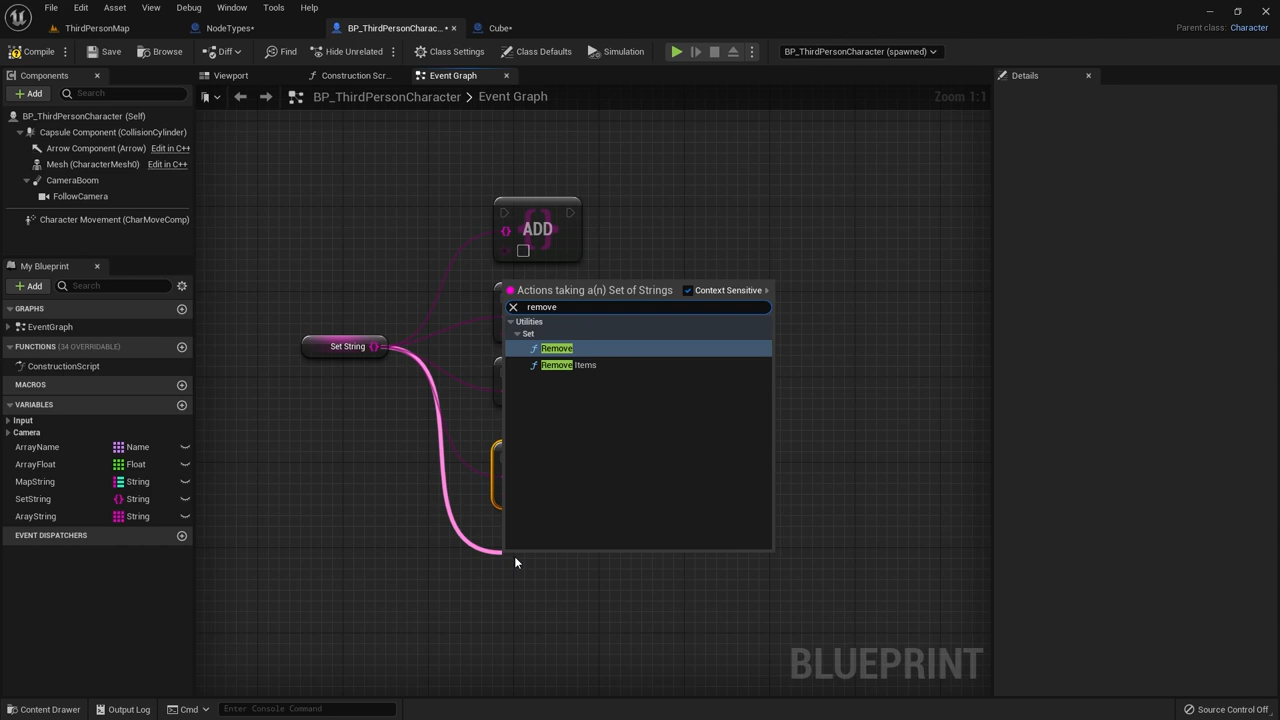 File Edit Asset View Debug Window Tools Help
ThirdPersonMap NodeTypes* BP_ThirdPersonCharac...* Cube*
Parent class: Character
Compile Save Browse Diff Find Hide Unrelated Class Settings Class Defaults Simulation BP_ThirdPersonCharacter (spawned)
Components Viewport Construction Scr... Event Graph Details
Add Search
BP_ThirdPersonCharacter > Event Graph Zoom 1:1
BP_ThirdPersonCharacter (Self)
Capsule Component (CollisionCylinder)
Arrow Component (Arrow) Edit in C++
Mesh (CharacterMesh0) Edit in C++
CameraBoom
FollowCamera
Character Movement (CharMoveComp)
ADD
My Blueprint
Add Search
GRAPHS
EventGraph
FUNCTIONS (34 OVERRIDABLE)
ConstructionScript
MACROS
VARIABLES
Input
Camera
ArrayName Name
ArrayFloat Float
MapString String
SetString String
ArayString String
EVENT DISPATCHERS
Set String
Actions taking a(n) Set of Strings Context Sensitive
remove
Utilities
Set
Remove
Remove Items
BLUEPRINT
Content Drawer Output Log Cmd Enter Console Command Source Control Off